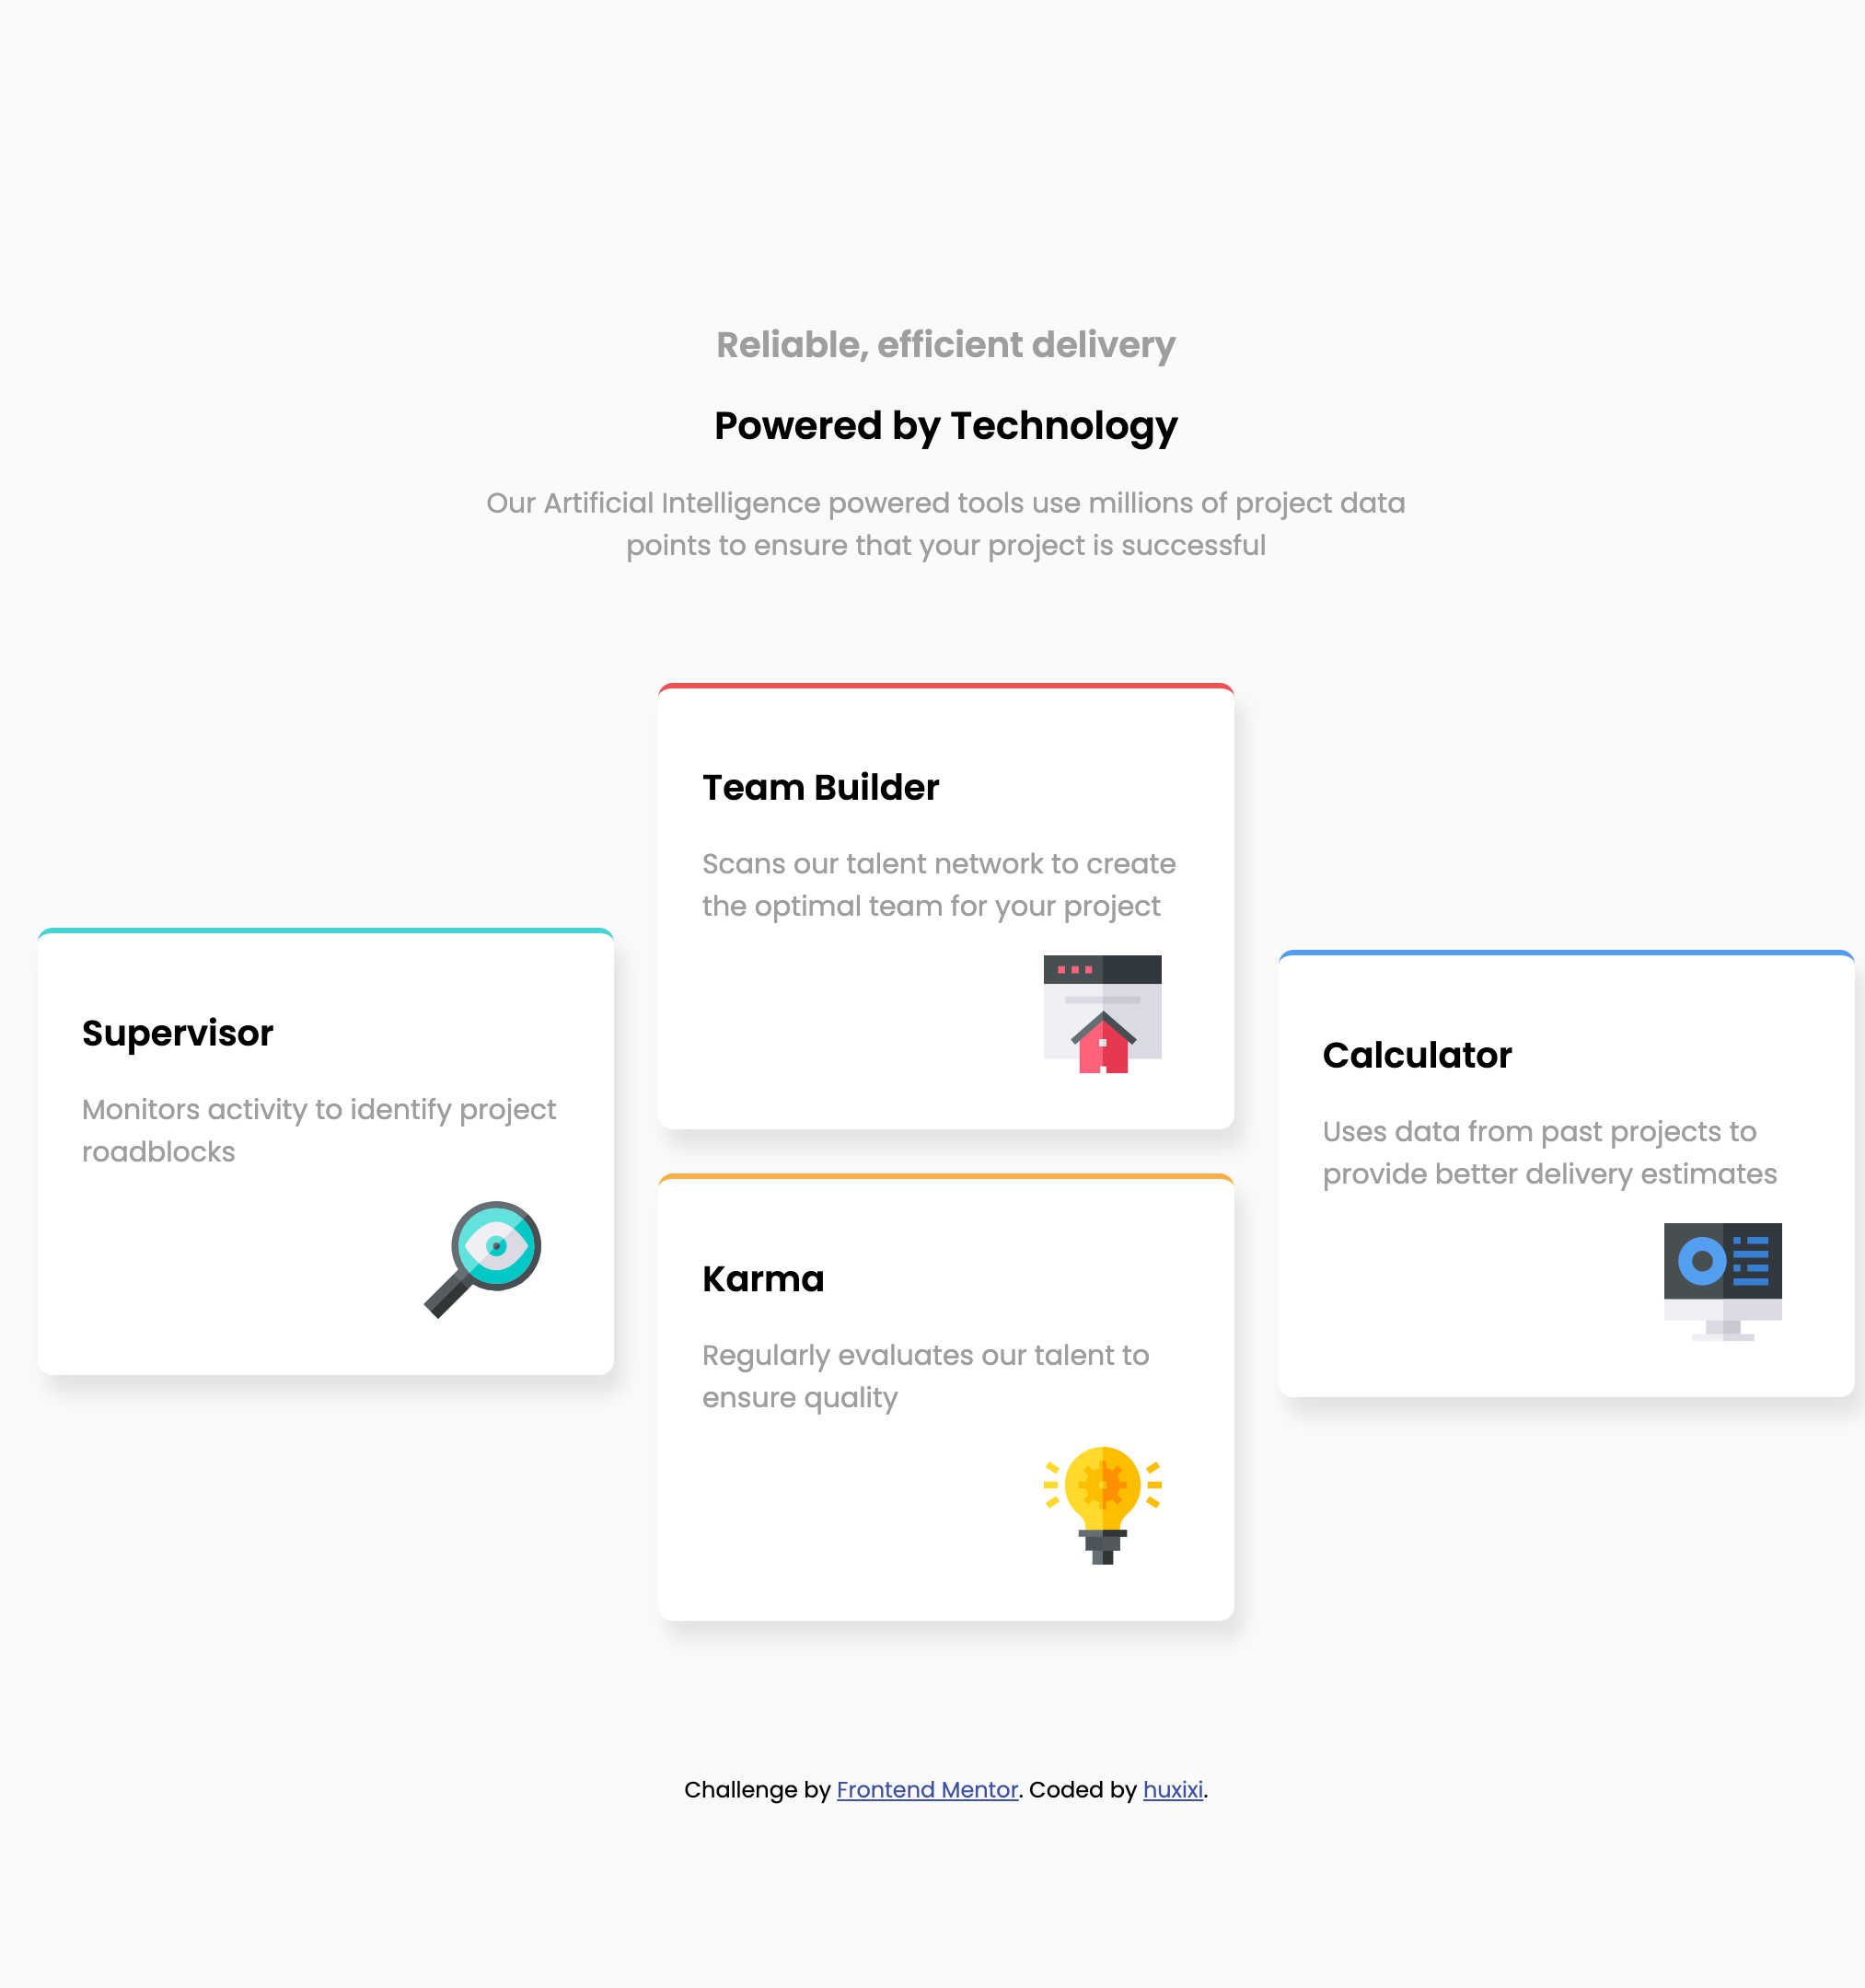 Reliable, efficient delivery
Powered by Technology
Our Artificial Intelligence powered tools use millions of project data
points to ensure that your project is successful
Supervisor
Monitors activity to identify project
roadblocks
Team Builder
Scans our talent network to create
the optimal team for your project
Karma
Regularly evaluates our talent to
ensure quality
Calculator
Uses data from past projects to
provide better delivery estimates
Challenge by Frontend Mentor. Coded by huxixi.